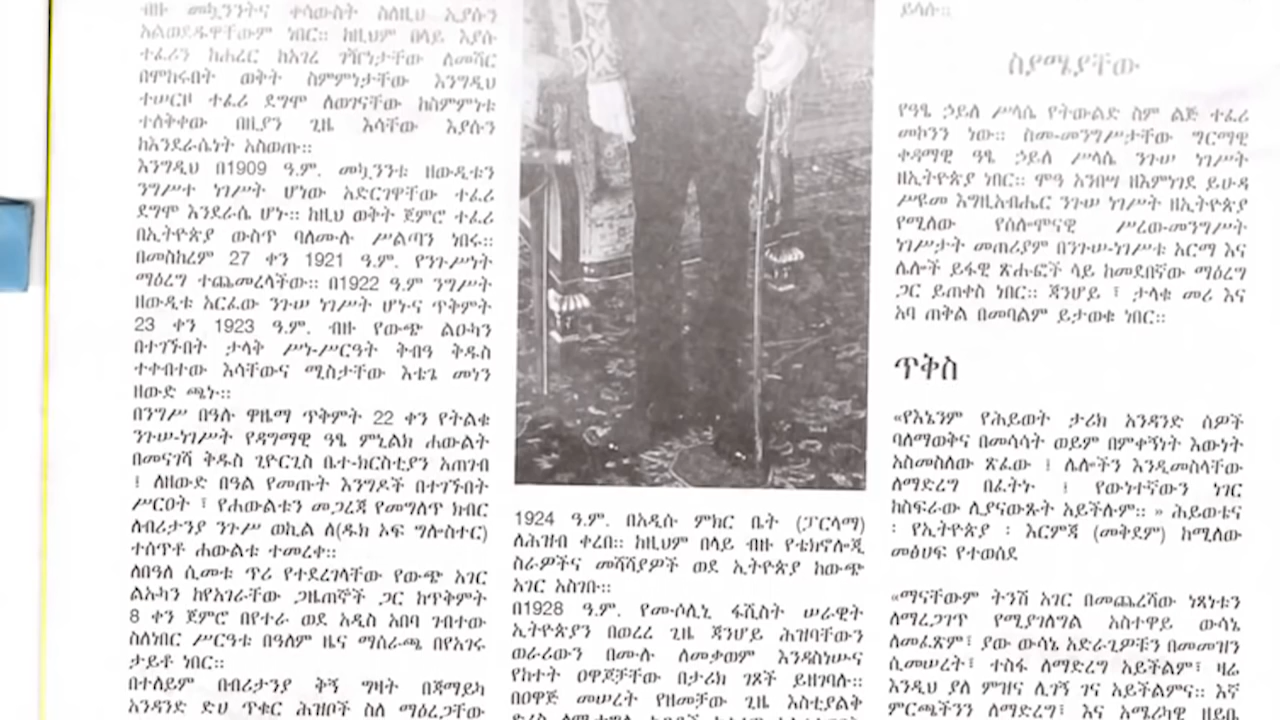 ብዙ መኳንንትና ቀሳውስት ስለዚህ ኢያሱን
አልወደዱዋቸውም ነበር። ከዚህም በላይ እያሱ
ተፈሪን ከሐረር ከአገረ ገዥነታቸው ለመሻር
በሞከሩበት ወቅት ስምምነታቸው እንግዲህ
ተሠርዞ ተፈሪ ደግሞ ለወገናቸው ከስምምነቱ
ተለቅቀው በዚያን ጊዜ እሳቸው እያሱን
ከእንደራሴነት አስወጡ።
እንግዲህ በ1909 ዓ.ም. መኳንንቱ ዘውዲቱን
ንግሥተ ነገሥት ሆነው አድርገዋቸው ተፈሪ
ደግሞ እንደራሴ ሆኑ። ከዚህ ወቅት ጀምሮ ተፈሪ
በኢትዮጵያ ውስጥ ባለሙሉ ሥልጣን ነበሩ።
በመስከረም 27 ቀን 1921 ዓ.ም. የንጉሥነት
ማዕረግ ተጨመረላቸው። በ1922 ዓ.ም ንግሥት
ዘውዲቱ አርፈው ንጉሠ ነገሥት ሆኑና ጥቅምት
23 ቀን 1923 ዓ.ም. ብዙ የውጭ ልዑካን
በተገኙበት ታላቅ ሥነ-ሥርዓት ቅብዓ ቅዱስ
ተቀብተው እሳቸውና ሚስታቸው እቴጌ መነን
ዘውድ ጫኑ።
በንግሥ በዓሉ ዋዜማ ጥቅምት 22 ቀን የትልቁ
ንጉሠ-ነገሥት የዳግማዊ ዓፄ ምኒልክ ሐውልት
በመናገሻ ቅዱስ ጊዮርጊስ ቤተ-ክርስቲያን አጠገብ
፤ ለዘውድ በዓል የመጡት እንግዶች በተገኙበት
ሥርዐት ፣ የሐውልቱን መጋረጃ የመግለጥ ክብር
ለብሪታንያ ንጉሥ ወኪል ለ(ዱክ ኦፍ ግሎስተር)
ተሰጥቶ ሐውልቱ ተመረቀ።
ለበዓለ ሲመቱ ጥሪ የተደረገላቸው የውጭ አገር
ልኡካን ከየአገራቸው ጋዜጠኞች ጋር ከጥቅምት
8 ቀን ጀምሮ በየተራ ወደ አዲስ አበባ ገብተው
ስለነበር ሥርዓቱ በዓለም ዜና ማሰራጫ በየአገሩ
ታይቶ ነበር።
በተለይም በብሪታንያ ቅኝ ግዛት በጃማይካ
አንዳንድ ድሀ ጥቁር ሕዝቦች ስለ ማዕረጋቸው
1924 ዓ.ም. በአዲሱ ምክር ቤት (ፓርላማ)
ለሕዝብ ቀረበ። ከዚህም በላይ ብዙ የቴክኖሎጂ
ስራዎችና መሻሻያዎች ወደ ኢትዮጵያ ከውጭ
አገር አስገቡ።
በ1928 ዓ.ም. የሙሶሊኒ ፋሺስት ሠራዊት
ኢትዮጵያን በወረረ ጊዜ ጃንሆይ ሕዝባቸውን
ወራሪውን በሙሉ ለመቃወም እንዳስነሡና
የክተት ዐዋጆቻቸው በታሪክ ገጾች ይዘገባሉ።
በዐዋጅ መሠረት የዘመቻው ጊዜ እስቲያልቅ
ይላሉ።
ስያሜያቸው
የዓፄ ኃይለ ሥላሴ የትውልድ ስም ልጅ ተፈሪ
መኮንን ነው። ስመ-መንግሥታቸው ግርማዊ
ቀዳማዊ ዓፄ ኃይለ ሥላሴ ንጉሠ ነገሥት
ዘኢትዮጵያ ነበር። ሞዓ አንበሣ ዘእምነገደ ይሁዳ
ሥዩመ እግዚአብሔር ንጉሠ ነገሥት ዘኢትዮጵያ
የሚለው የሰሎሞናዊ ሥረወ-መንግሥት
ነገሥታት መጠሪያም በንጉሠ-ነገሥቱ አርማ እና
ሌሎች ይፋዊ ጽሑፎች ላይ ከመደበኛው ማዕረግ
ጋር ይጠቀስ ነበር። ጃንሆይ ፣ ታላቁ መሪ እና
አባ ጠቅል በመባልም ይታወቁ ነበር።
ጥቅስ
«የእኔንም የሕይወት ታሪክ አንዳንድ ሰዎች
ባለማወቅና በመሳሳት ወይም በምቀኝነት እውነት
አስመስለው ጽፈው ፤ ሌሎችን እንዲመስላቸው
ለማድረግ በፈትኑ ፤ የውነተኛውን ነገር
ከስፍራው ሊያናውጹት አይችሉም። » ሕይወቴና
፡ የኢትዮጵያ ፡ እርምጃ (መቅደም) ከሚለው
መፅሀፍ የተወሰደ
«ማናቸውም ትንሽ አገር በመጨረሻው ነጻነቱን
ለማረጋገጥ የሚያገለግል አስተዋይ ውሳኔ
ለመፈጸም፣ ያው ውሳኔ አድራጊዎቹን በመመዝን
ሲመሠረት፣ ተስፋ ለማድረግ አይችልም፣ ዛሬ
እንዲህ ያለ ምዝና ሊገኝ ገና አይችልምና። እኛ
ምርጫችንን ለማድረግ፣ እና አሜሪካዊ ዘይቤ